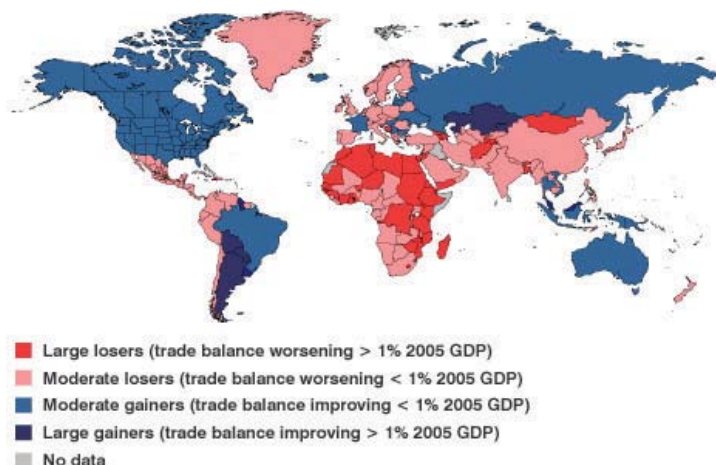 Large losers (trade balance worsening > 1% 2005 GDP)
Moderate losers (trade balance worsening < 1% 2005 GDP)
Moderate gainers (trade balance improving < 1% 2005 GDP)
Large gainers (trade balance improving > 1% 2005 GDP)
No data